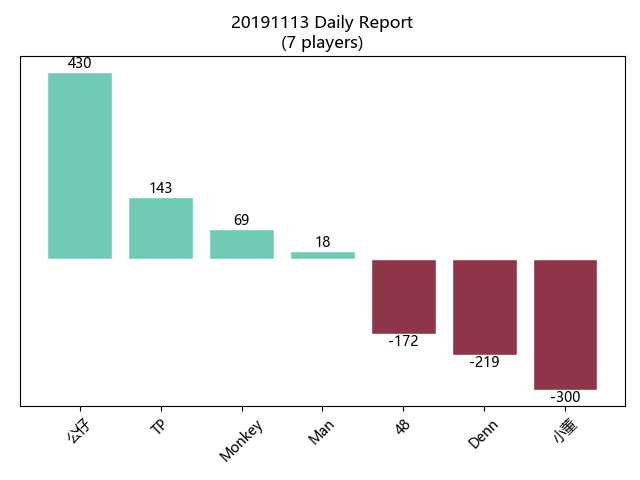 20191113 Daily Report
(7 players)
430
143
69
18
-172
-219
-300
公仔
TP
Monkey
Man
48
Denn
小董